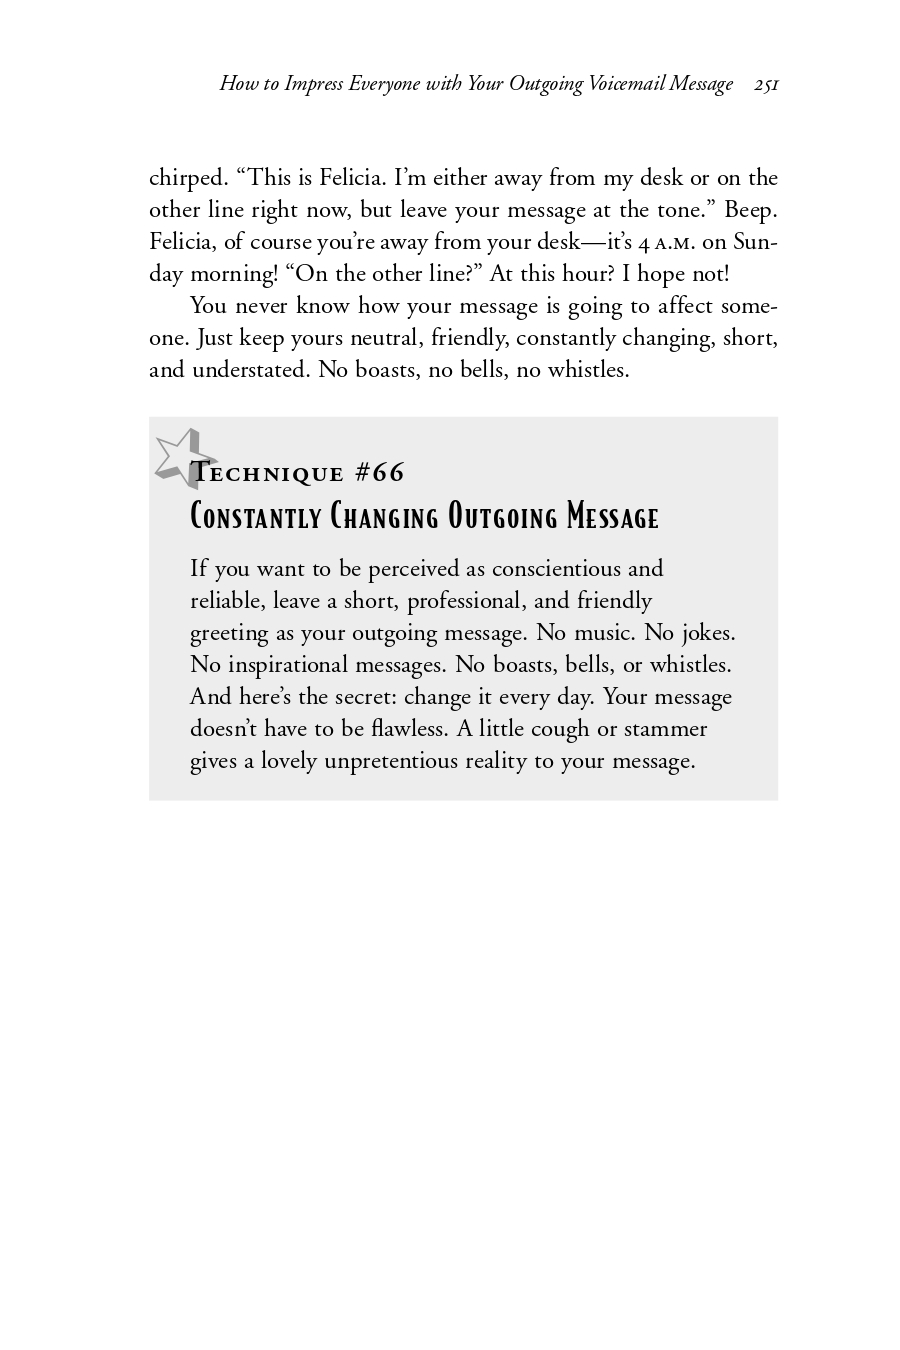 How to Impress Everyone with Your Outgoing Voicemail Message 251
chirped. “This is Felicia. I’m either away from my desk or on the
other line right now, but leave your message at the tone.” Beep.
Felicia, of course you’re away from your desk—it’s 4 A.M. on Sun-
day morning! “On the other line?” At this hour? I hope not!
You never know how your message is going to affect some-
one. Just keep yours neutral, friendly, constantly changing, short,
and understated. No boasts, no bells, no whistles.
Technique #66
Constantly Changing Outgoing Message
If you want to be perceived as conscientious and
reliable, leave a short, professional, and friendly
greeting as your outgoing message. No music. No jokes.
No inspirational messages. No boasts, bells, or whistles.
And here’s the secret: change it every day. Your message
doesn’t have to be flawless. A little cough or stammer
gives a lovely unpretentious reality to your message.